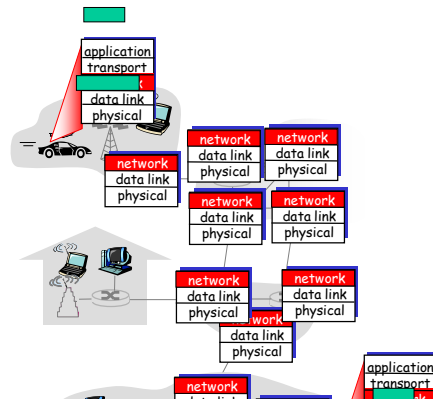 application
transport
k
data link
physical
network
data link
physical
network
data link
physical
network
data link
physical
network
data link
physical
network
data link
physical
network
data link
physical
network
data link
physical
work
data link
physical
application
transport
network
k